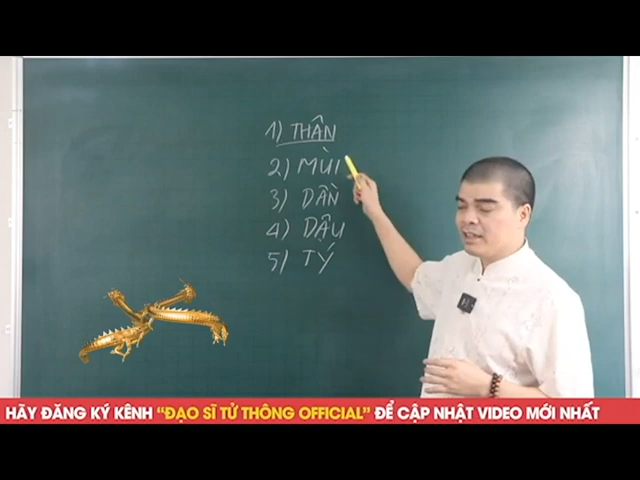 1) THÂN
2) MÙI
3) DẦN
4) DẬU
5) TÝ
HÃY ĐĂNG KÝ KÊNH “ĐẠO SĨ TỬ THÔNG OFFICIAL” ĐỂ CẬP NHẬT VIDEO MỚI NHẤT